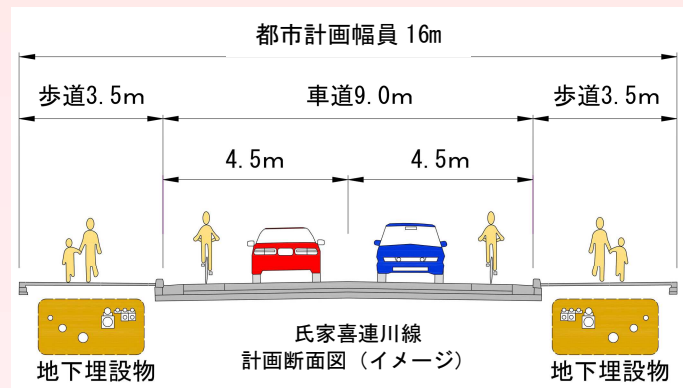 都市計画幅員 16m
歩道3.5m
車道9.0m
歩道3.5m
4.5m
4.5m
氏家喜連川線
計画断面図（イメージ）
地下埋設物
地下埋設物